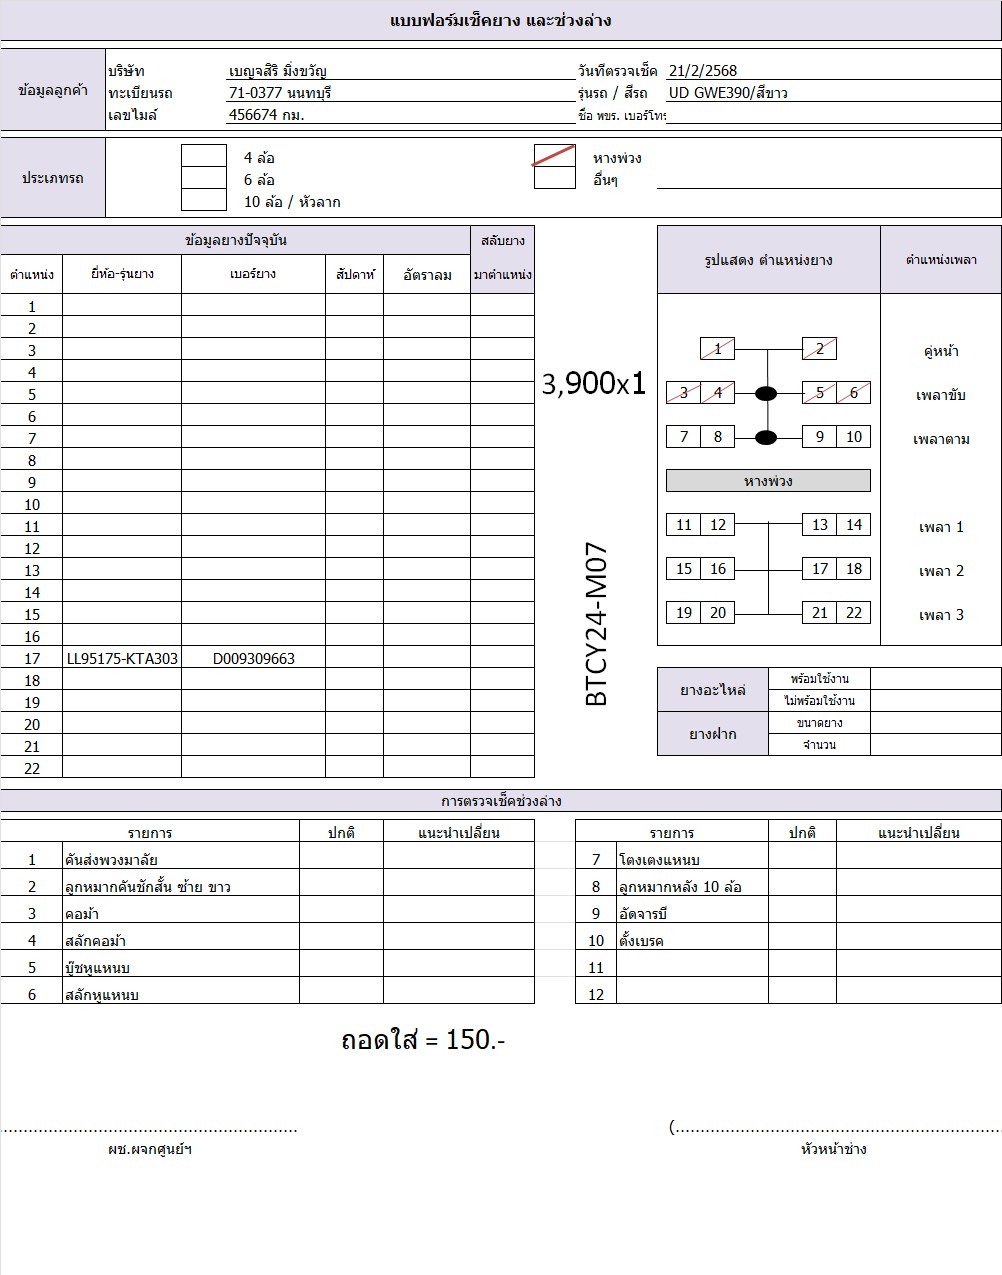 แบบฟอร์มเช็คยาง และช่วงล่าง
ข้อมูลลูกค้า
บริษัท เบญจสิริ มิ่งขวัญ วันที่ตรวจเช็ค 21/2/2568
ทะเบียนรถ 71-0377 นนทบุรี รุ่นรถ / สีรถ UD GWE390/สีขาว
เลขไมล์ 456674 กม. ชื่อ พขร. เบอร์โทร
ประเภทรถ
4 ล้อ หางพ่วง
6 ล้อ อื่นๆ
10 ล้อ / หัวลาก
ข้อมูลยางปัจจุบัน สลับยาง
ตำแหน่ง ยี่ห้อ-รุ่นยาง เบอร์ยาง สัปดาห์ อัตราลม มาตำแหน่ง
1
2
3
4
5
6
7
8
9
10
11
12
13
14
15
16
17 LL95175-KTA303 D009309663
18
19
20
21
22
3,900x1
BTCY24-M07
รูปแสดง ตำแหน่งยาง ตำแหน่งเพลา
1 2 คู่หน้า
3 4 5 6 เพลาขับ
7 8 9 10 เพลาตาม
หางพ่วง
11 12 13 14 เพลา 1
15 16 17 18 เพลา 2
19 20 21 22 เพลา 3
ยางอะไหล่ พร้อมใช้งาน
ไม่พร้อมใช้งาน
ยางฝาก ขนาดยาง
จำนวน
การตรวจเช็คช่วงล่าง
รายการ ปกติ แนะนำเปลี่ยน รายการ ปกติ แนะนำเปลี่ยน
1 คันส่งพวงมาลัย 7 โตงเตงแหนบ
2 ลูกหมากคันชักสั้น ซ้าย ขาว 8 ลูกหมากหลัง 10 ล้อ
3 คอม้า 9 อัดจารบี
4 สลักคอม้า 10 ตั้งเบรค
5 บู๊ชหูแหนบ 11
6 สลักหูแหนบ 12
ถอดใส่ = 150.-
............................................................ (............................................................
ผช.ผจกศูนย์ฯ หัวหน้าช่าง